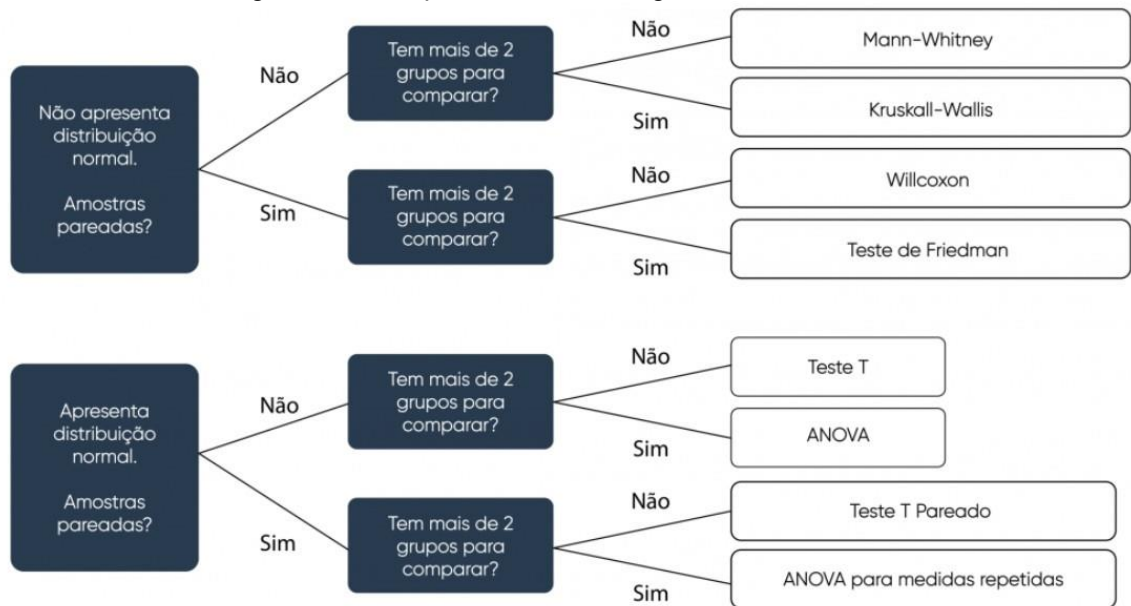 Não apresenta
distribuição
normal.
Amostras
pareadas?
Não
Sim
Tem mais de 2
grupos para
comparar?
Não
Sim
Mann-Whitney
Kruskall-Wallis
Tem mais de 2
grupos para
comparar?
Não
Sim
Willcoxon
Teste de Friedman
Apresenta
distribuição
normal.
Amostras
pareadas?
Não
Sim
Tem mais de 2
grupos para
comparar?
Não
Sim
Teste T
ANOVA
Tem mais de 2
grupos para
comparar?
Não
Sim
Teste T Pareado
ANOVA para medidas repetidas